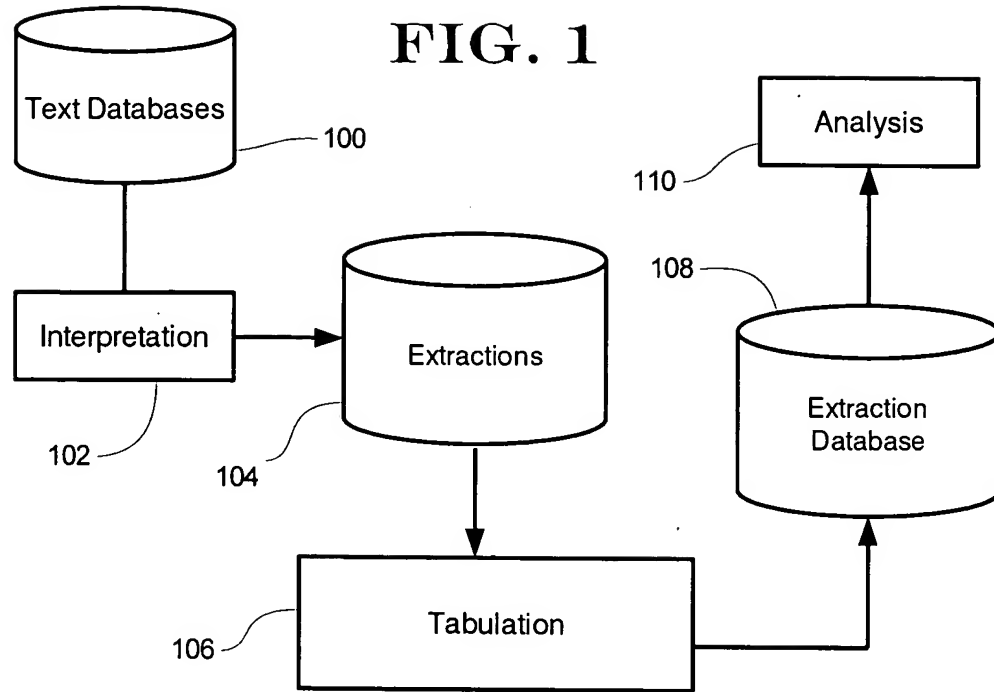 FIG. 1
Text Databases
100
Analysis
110
108
Interpretation
102
Extractions
104
Extraction
Database
Tabulation
106